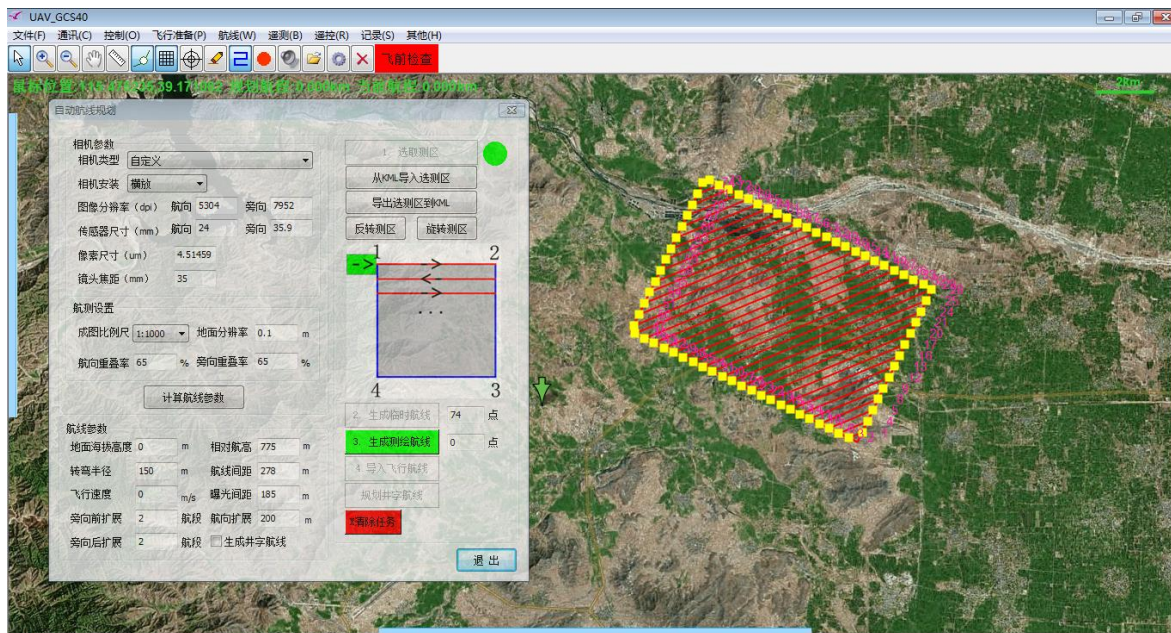 UAV_GCS40
文件(F) 通讯(C) 控制(O) 飞行准备(P) 航线(W) 遥测(B) 遥控(R) 记录(S) 其他(H)
飞前检查
2Km
自动航线规划
相机参数
相机类型 自定义
相机安装 横放
图像分辨率(dpi) 航向 5304 旁向 7952
传感器尺寸(mm) 航向 24 旁向 35.9
像素尺寸(um) 4.51459
镜头焦距(mm) 35
航测设置
成图比例尺 1:1000 地面分辨率 0.1 m
航向重叠率 65 % 旁向重叠率 65 %
计算航线参数
航线参数
地面海拔高度 0 m 相对航高 775 m
转弯半径 150 m 航线间距 278 m
飞行速度 0 m/s 曝光间距 185 m
旁向前扩展 2 航段 航向扩展 200 m
旁向后扩展 2 航段 生成井字航线
1. 选取测区
从KML导入选测区
导出选测区到KML
反转测区 旋转测区
1 2
->
4 3
2. 生成临时航线 74 点
3. 生成测绘航线 0 点
4. 导入飞行航线
规划井字航线
清除任务
退出